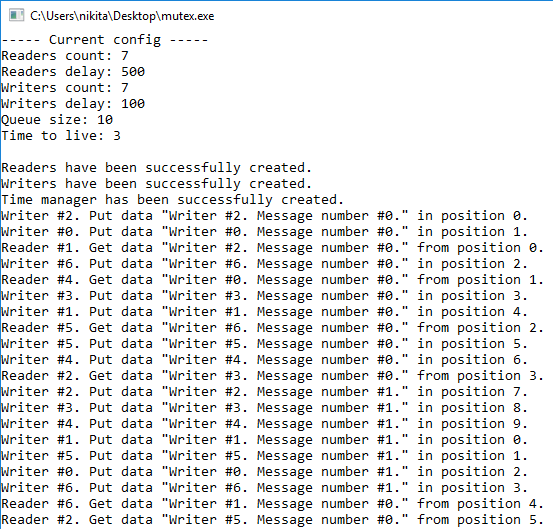 C:\Users\nikita\Desktop\mutex.exe
----- Current config -----
Readers count: 7
Readers delay: 500
Writers count: 7
Writers delay: 100
Queue size: 10
Time to live: 3
Readers have been successfully created.
Writers have been successfully created.
Time manager has been successfully created.
Writer #2. Put data "Writer #2. Message number #0." in position 0.
Writer #0. Put data "Writer #0. Message number #0." in position 1.
Reader #1. Get data "Writer #2. Message number #0." from position 0.
Writer #6. Put data "Writer #6. Message number #0." in position 2.
Reader #4. Get data "Writer #0. Message number #0." from position 1.
Writer #3. Put data "Writer #3. Message number #0." in position 3.
Writer #1. Put data "Writer #1. Message number #0." in position 4.
Reader #5. Get data "Writer #6. Message number #0." from position 2.
Writer #5. Put data "Writer #5. Message number #0." in position 5.
Writer #4. Put data "Writer #4. Message number #0." in position 6.
Reader #2. Get data "Writer #3. Message number #0." from position 3.
Writer #2. Put data "Writer #2. Message number #1." in position 7.
Writer #3. Put data "Writer #3. Message number #1." in position 8.
Writer #4. Put data "Writer #4. Message number #1." in position 9.
Writer #1. Put data "Writer #1. Message number #1." in position 0.
Writer #5. Put data "Writer #5. Message number #1." in position 1.
Writer #0. Put data "Writer #0. Message number #1." in position 2.
Writer #6. Put data "Writer #6. Message number #1." in position 3.
Reader #6. Get data "Writer #1. Message number #0." from position 4.
Reader #2. Get data "Writer #5. Message number #0." from position 5.